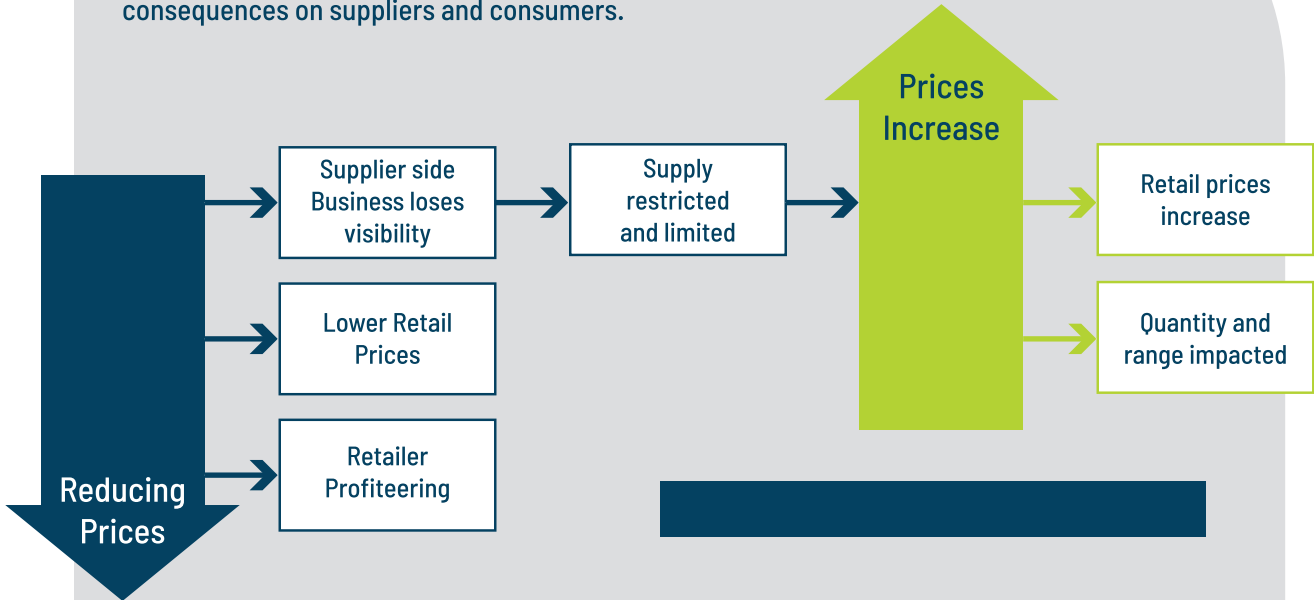 consequences on suppliers and consumers.
Prices
Increase
Supplier side
Business loses
visibility
Supply
restricted
and limited
Retail prices
increase
Lower Retail
Prices
Quantity and
range impacted
Retailer
Profiteering
Reducing
Prices